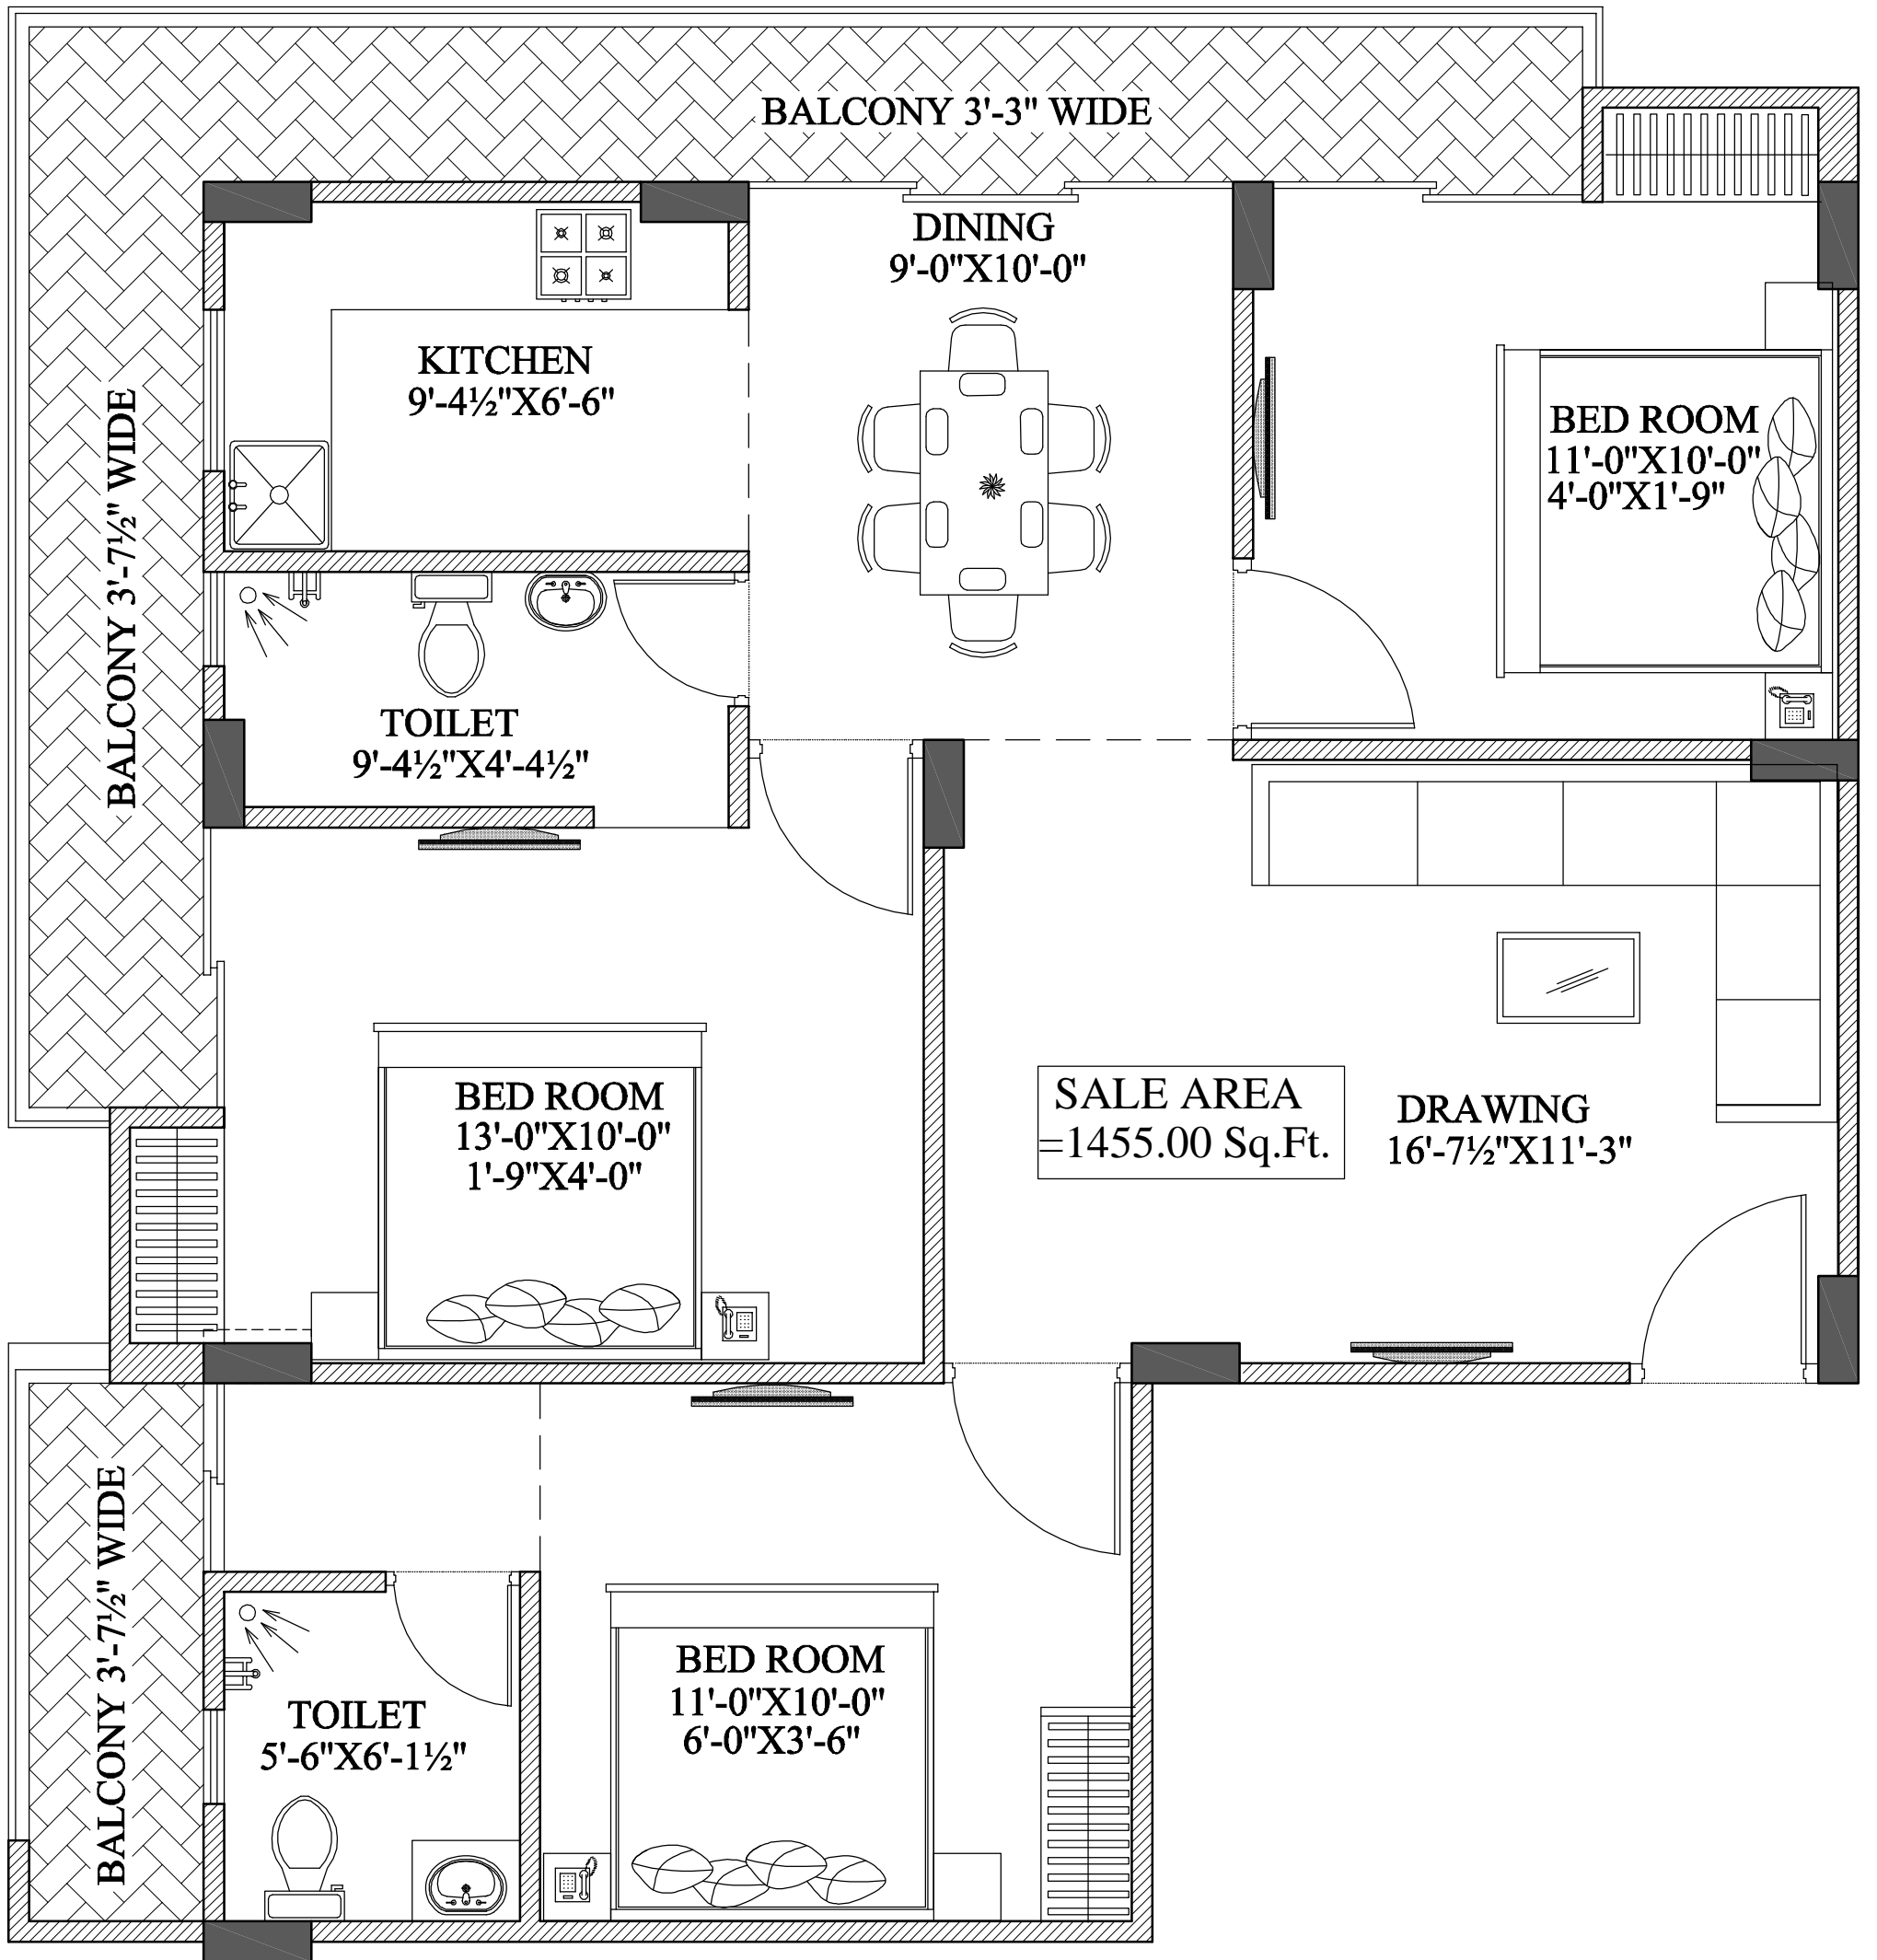 BALCONY 3'-3" WIDE
DINING
9'-0"X10'-0"
KITCHEN
9'-4½"X6'-6"
BED ROOM
11'-0"X10'-0"
4'-0"X1'-9"
BALCONY 3'-7½" WIDE
TOILET
9'-4½"X4'-4½"
BED ROOM
13'-0"X10'-0"
1'-9"X4'-0"
SALE AREA
=1455.00 Sq.Ft.
DRAWING
16'-7½"X11'-3"
BALCONY 3'-7½" WIDE
TOILET
5'-6"X6'-1½"
BED ROOM
11'-0"X10'-0"
6'-0"X3'-6"